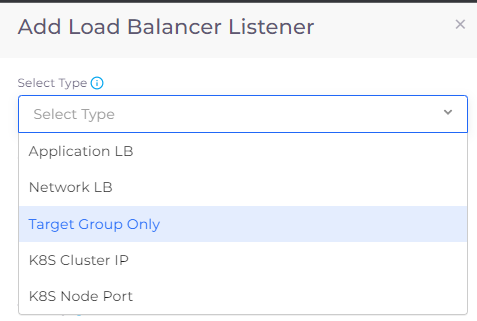 Add Load Balancer Listener
Select Type
Select Type
Application LB
Network LB
Target Group Only
K8S Cluster IP
K8S Node Port